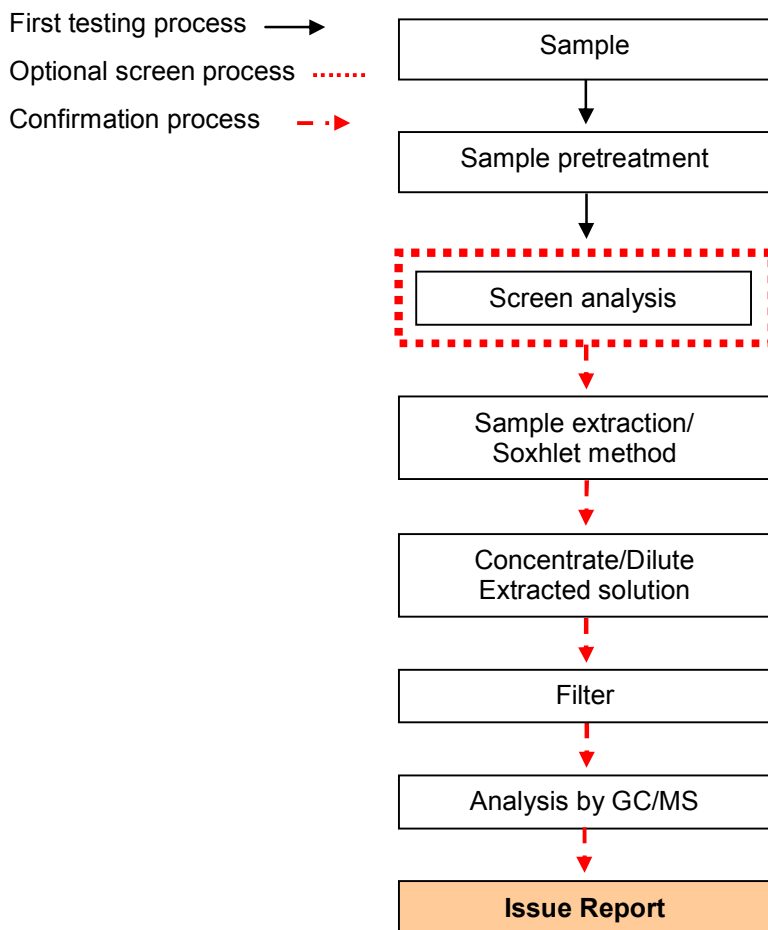 First testing process
Optional screen process
Confirmation process
Sample
Sample pretreatment
Screen analysis
Sample extraction/
Soxhlet method
Concentrate/Dilute
Extracted solution
Filter
Analysis by GC/MS
Issue Report